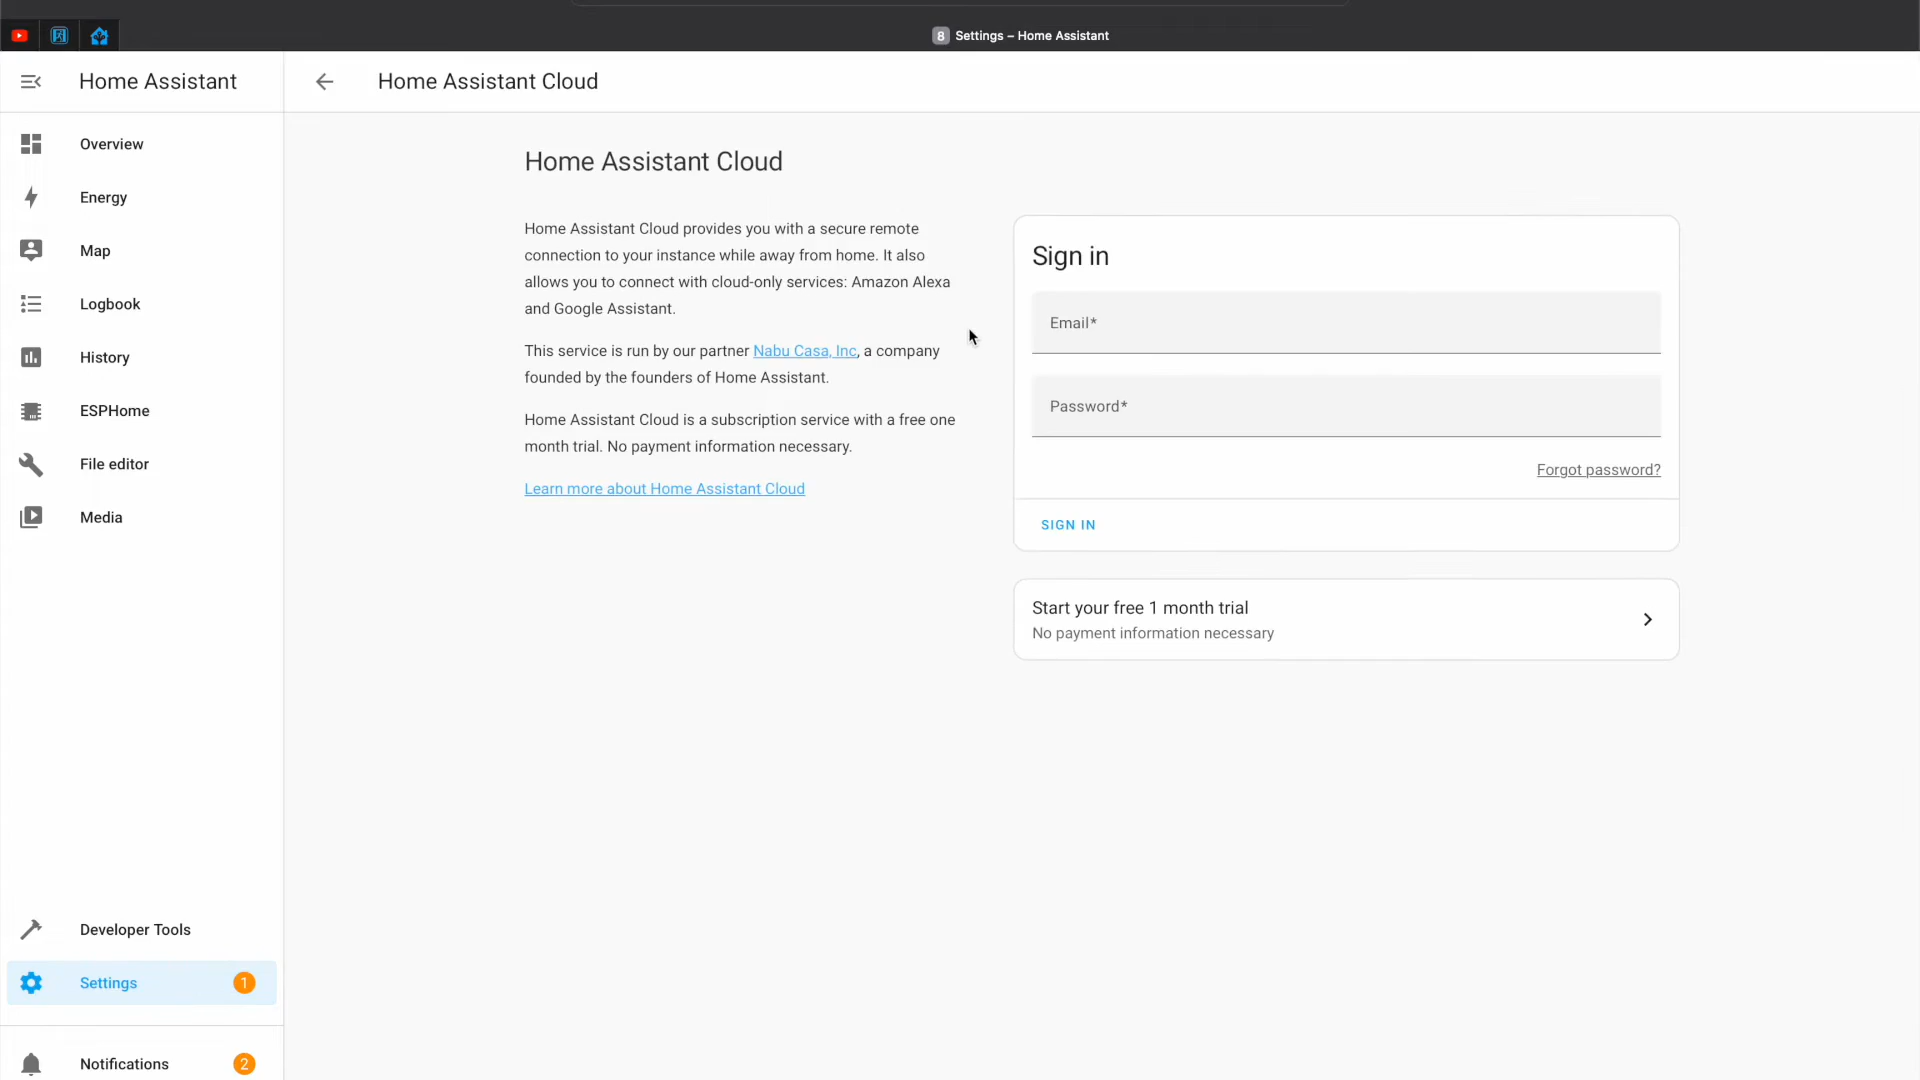 8 Settings – Home Assistant
Home Assistant
Home Assistant Cloud
Overview
Energy
Map
Logbook
History
ESPHome
File editor
Media
Developer Tools
Settings 1
Notifications 2
Home Assistant Cloud
Home Assistant Cloud provides you with a secure remote
connection to your instance while away from home. It also
allows you to connect with cloud-only services: Amazon Alexa
and Google Assistant.
This service is run by our partner Nabu Casa, Inc, a company
founded by the founders of Home Assistant.
Home Assistant Cloud is a subscription service with a free one
month trial. No payment information necessary.
Learn more about Home Assistant Cloud
Sign in
Email*
Password*
Forgot password?
SIGN IN
Start your free 1 month trial
No payment information necessary